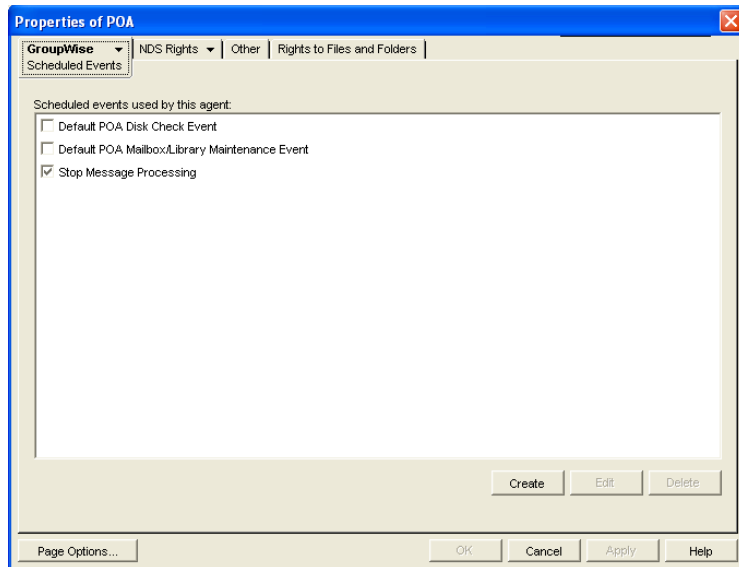 Properties of POA
GroupWise NDS Rights Other Rights to Files and Folders
Scheduled Events
Scheduled events used by this agent:
Default POA Disk Check Event
Default POA Mailbox/Library Maintenance Event
Stop Message Processing
Create Edit Delete
Page Options... OK Cancel Apply Help